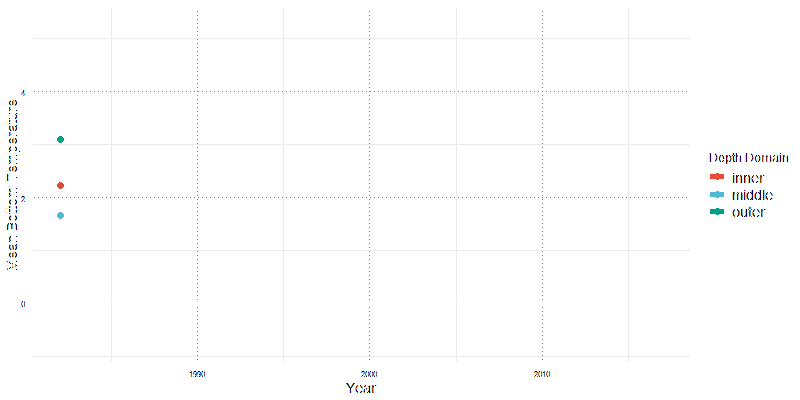 Mean Bottom Temperature
4
2
0
1990
2000
2010
Year
Depth Domain
inner
middle
outer